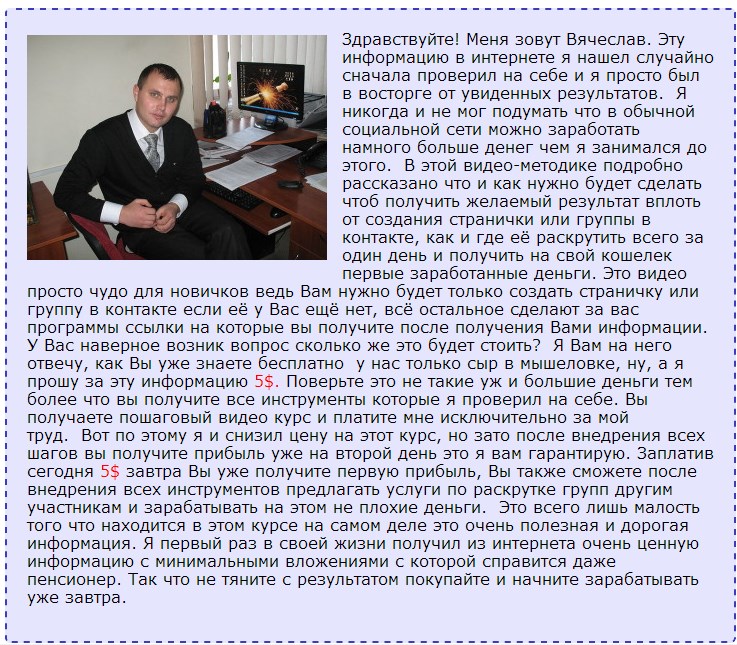 Здравствуйте! Меня зовут Вячеслав. Эту
информацию в интернете я нашел случайно
сначала проверил на себе и я просто был
в восторге от увиденных результатов.  Я
никогда и не мог подумать что в обычной
социальной сети можно заработать
намного больше денег чем я занимался до
этого.  В этой видео-методике подробно
рассказано что и как нужно будет сделать
чтоб получить желаемый результат вплоть
от создания странички или группы в
контакте, как и где её раскрутить всего за
один день и получить на свой кошелек
первые заработанные деньги. Это видео
просто чудо для новичков ведь Вам нужно будет только создать страничку или
группу в контакте если её у Вас ещё нет, всё остальное сделают за вас
программы ссылки на которые вы получите после получения Вами информации.
У Вас наверное возник вопрос сколько же это будет стоить?  Я Вам на него
отвечу, как Вы уже знаете бесплатно  у нас только сыр в мышеловке, ну, а я
прошу за эту информацию 5$. Поверьте это не такие уж и большие деньги тем
более что вы получите все инструменты которые я проверил на себе. Вы
получаете пошаговый видео курс и платите мне исключительно за мой
труд.  Вот по этому я и снизил цену на этот курс, но зато после внедрения всех
шагов вы получите прибыль уже на второй день это я вам гарантирую. Заплатив
сегодня 5$ завтра Вы уже получите первую прибыль, Вы также сможете после
внедрения всех инструментов предлагать услуги по раскрутке групп другим
участникам и зарабатывать на этом не плохие деньги.  Это всего лишь малость
того что находится в этом курсе на самом деле это очень полезная и дорогая
информация. Я первый раз в своей жизни получил из интернета очень ценную
информацию с минимальными вложениями с которой справится даже
пенсионер. Так что не тяните с результатом покупайте и начните зарабатывать
уже завтра.